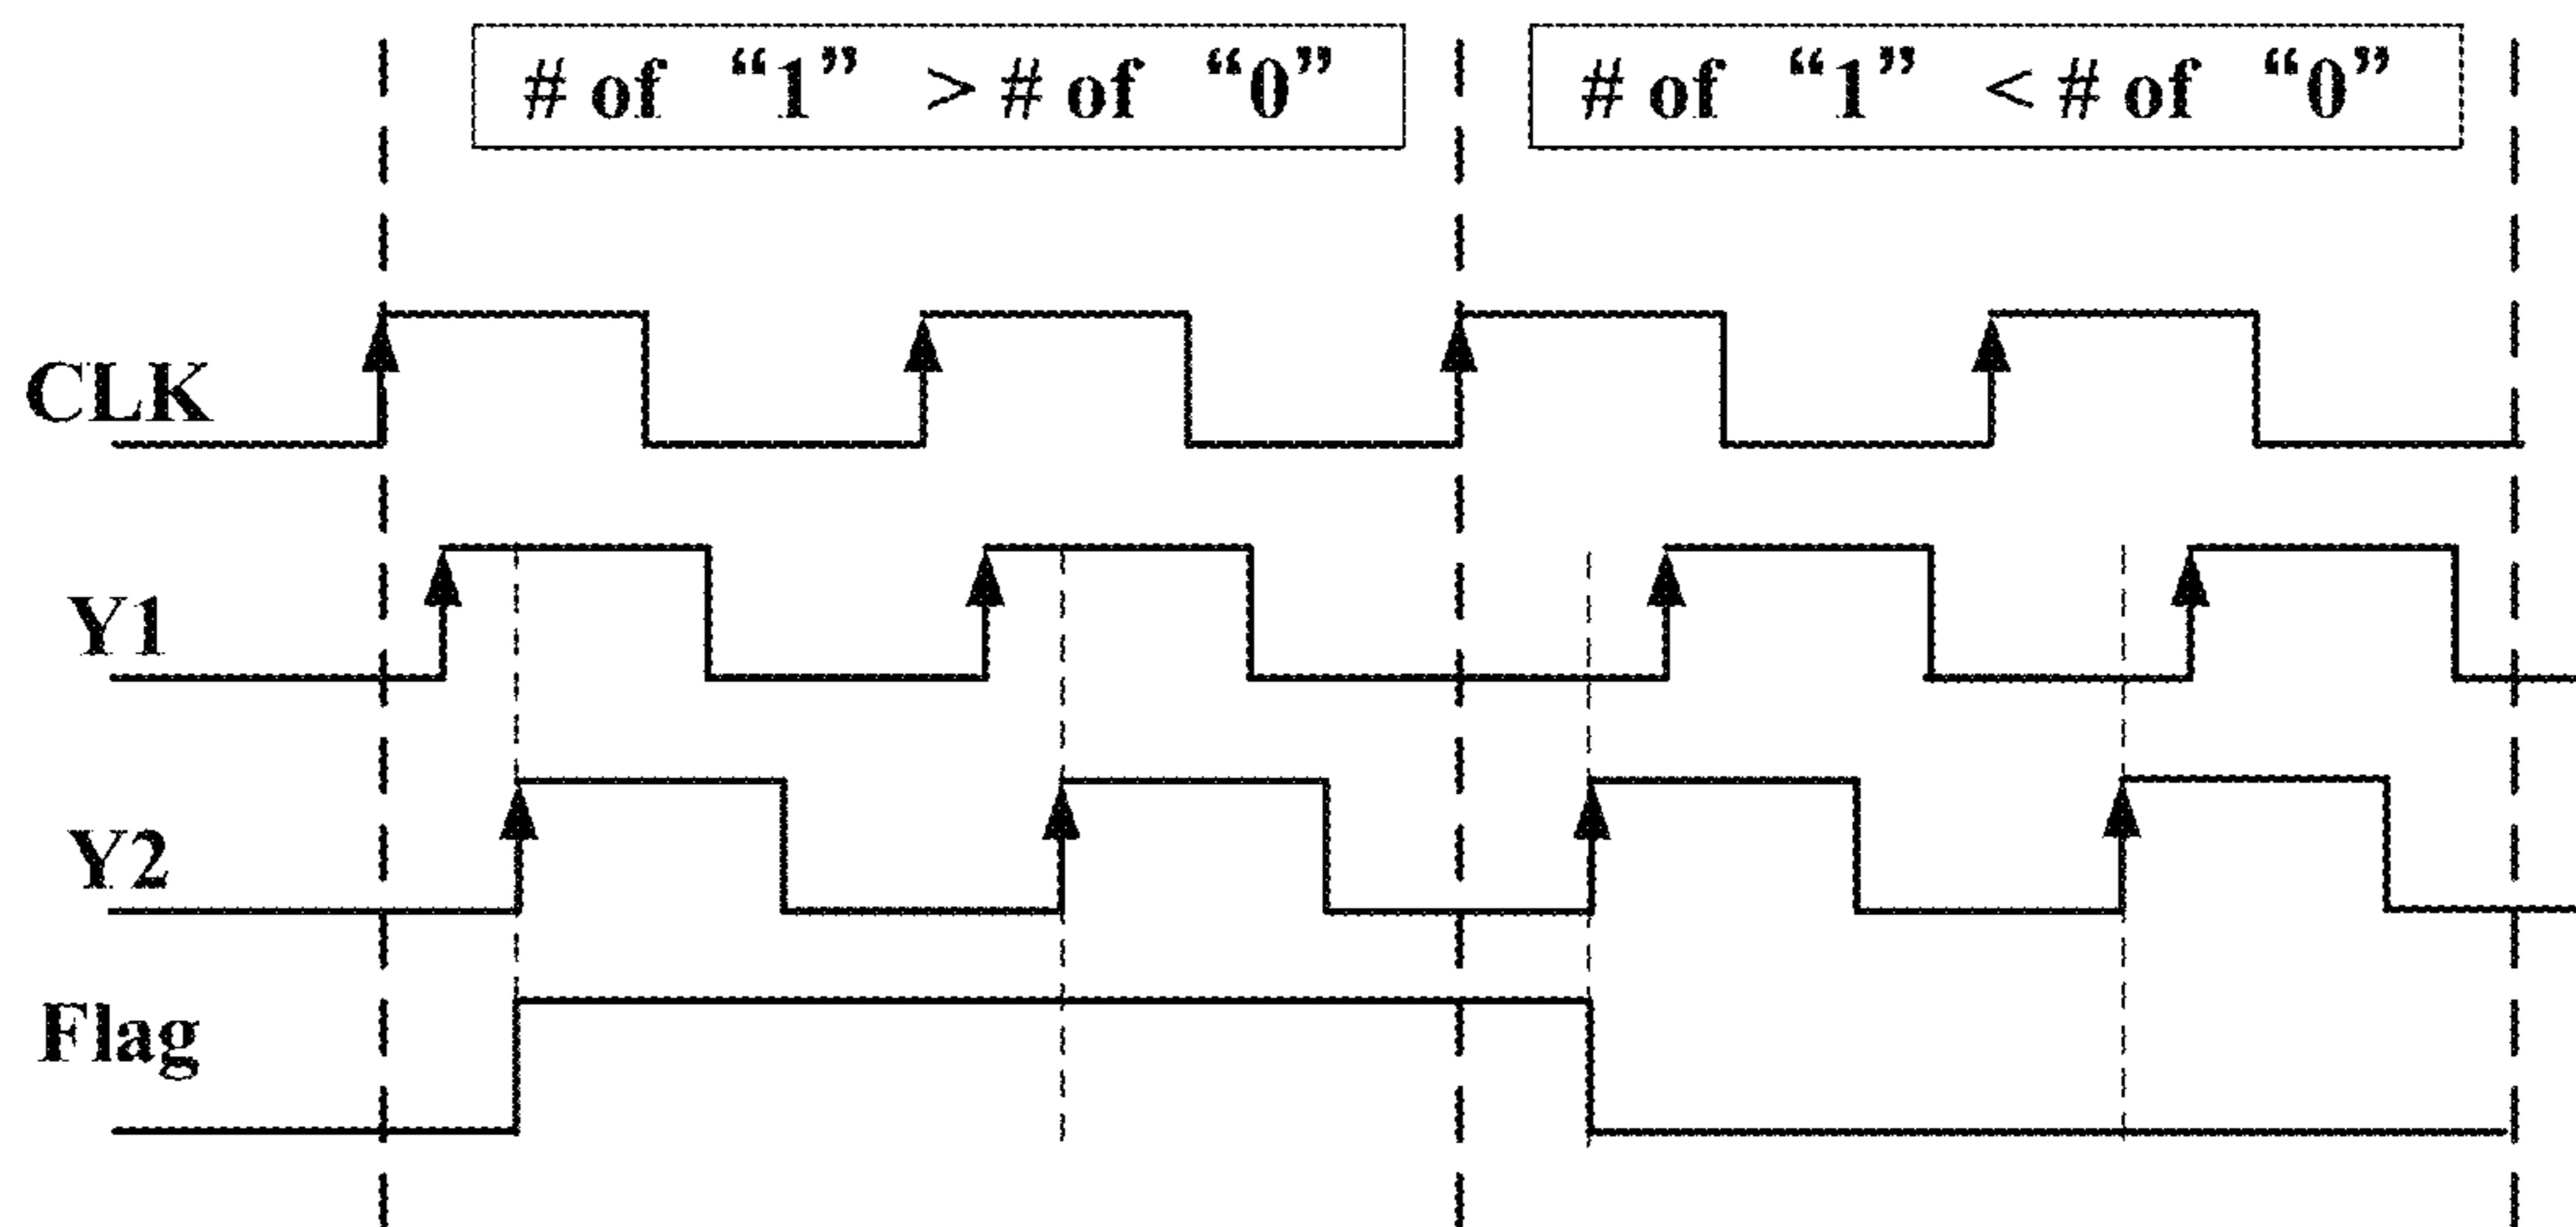 # of “1” > # of “0”
# of “1” < # of “0”
CLK
Y1
Y2
Flag